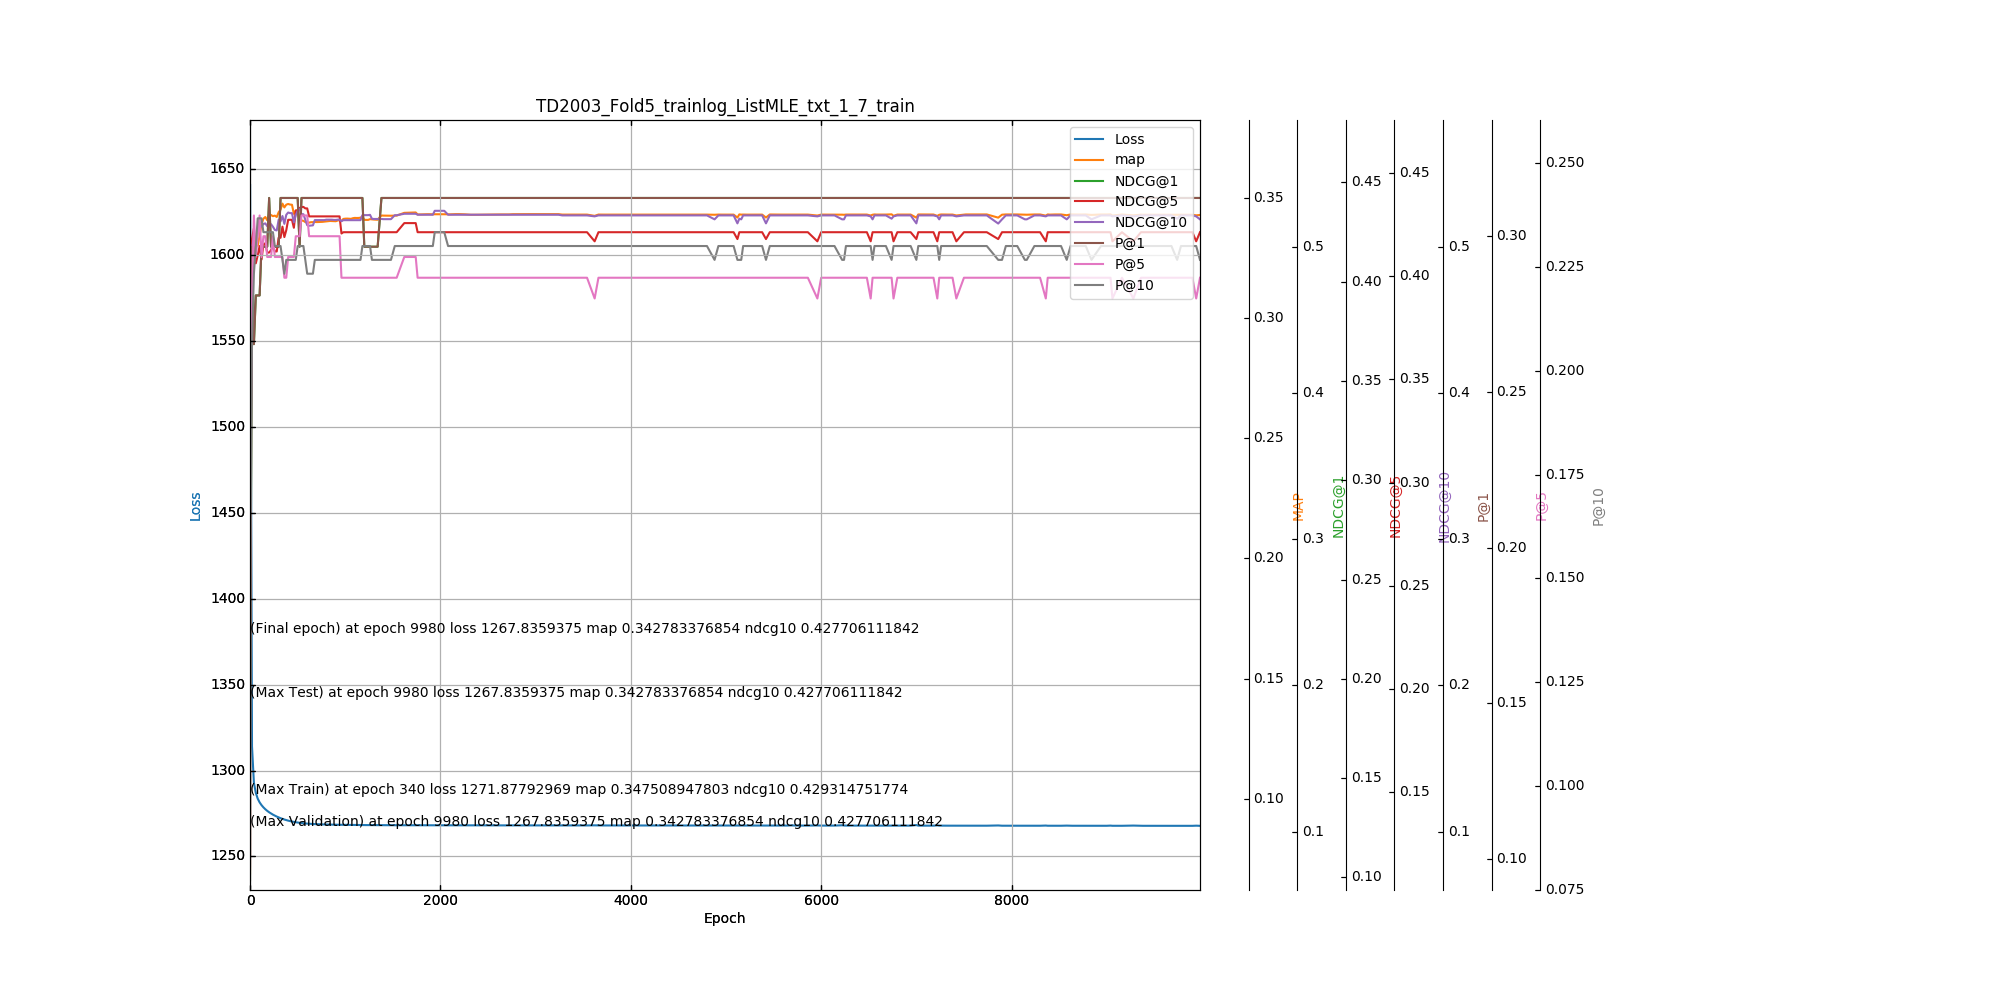 TD2003_Fold5_trainlog_ListMLE_txt_1_7_train
Loss
map
NDCG@1
NDCG@5
NDCG@10
P@1
P@5
P@10
1650
1600
1550
1500
1450
1400
1350
1300
1250
Loss
(Final epoch) at epoch 9980 loss 1267.8359375 map 0.342783376854 ndcg10 0.427706111842
(Max Test) at epoch 9980 loss 1267.8359375 map 0.342783376854 ndcg10 0.427706111842
(Max Train) at epoch 340 loss 1271.87792969 map 0.347508947803 ndcg10 0.429314751774
(Max Validation) at epoch 9980 loss 1267.8359375 map 0.342783376854 ndcg10 0.427706111842
0 2000 4000 6000 8000
Epoch
0.35
0.30
0.25
0.20
0.15
0.10
MAP
0.5
0.4
0.3
0.2
0.1
NDCG@1
0.45
0.40
0.35
0.30
0.25
0.20
0.15
0.10
NDCG@5
0.45
0.40
0.35
0.30
0.25
0.20
0.15
NDCG@10
0.5
0.4
0.3
0.2
0.1
P@1
0.30
0.25
0.20
0.15
0.10
P@5
0.250
0.225
0.200
0.175
0.150
0.125
0.100
0.075
P@10